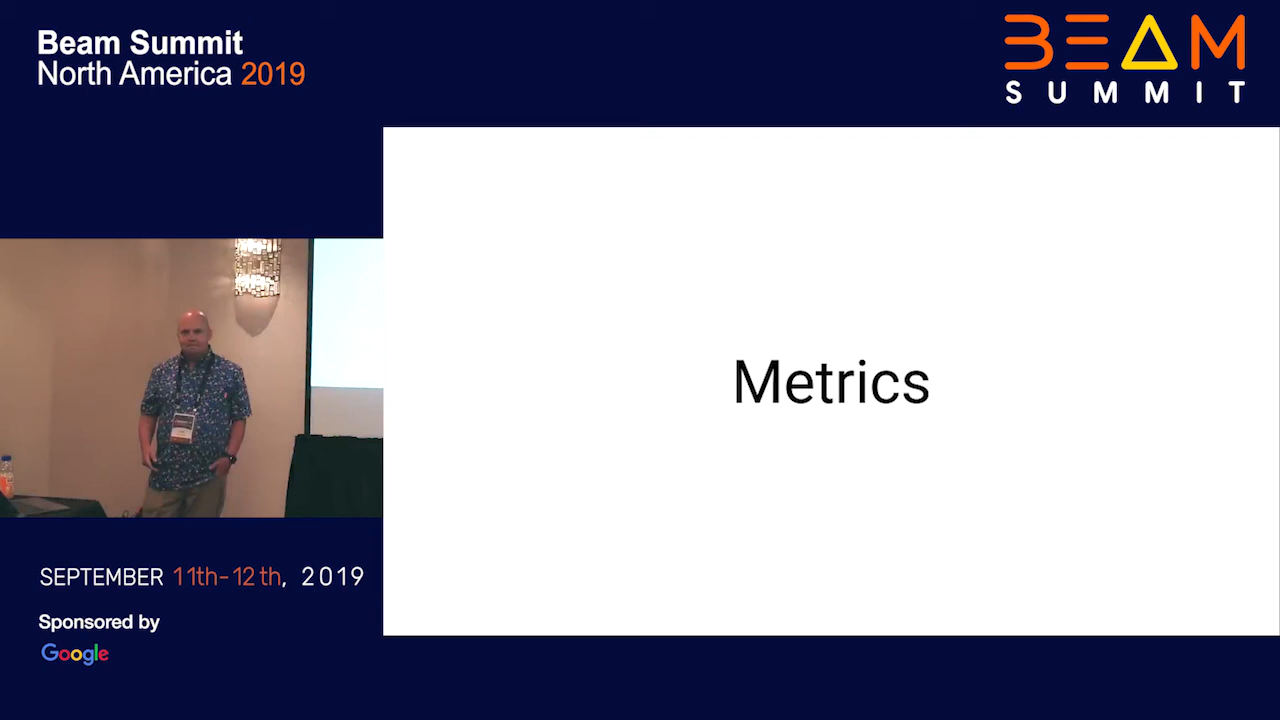 Beam Summit
North America 2019
BEAM
SUMMIT
Metrics
SEPTEMBER 11th-12th, 2019
Sponsored by
Google